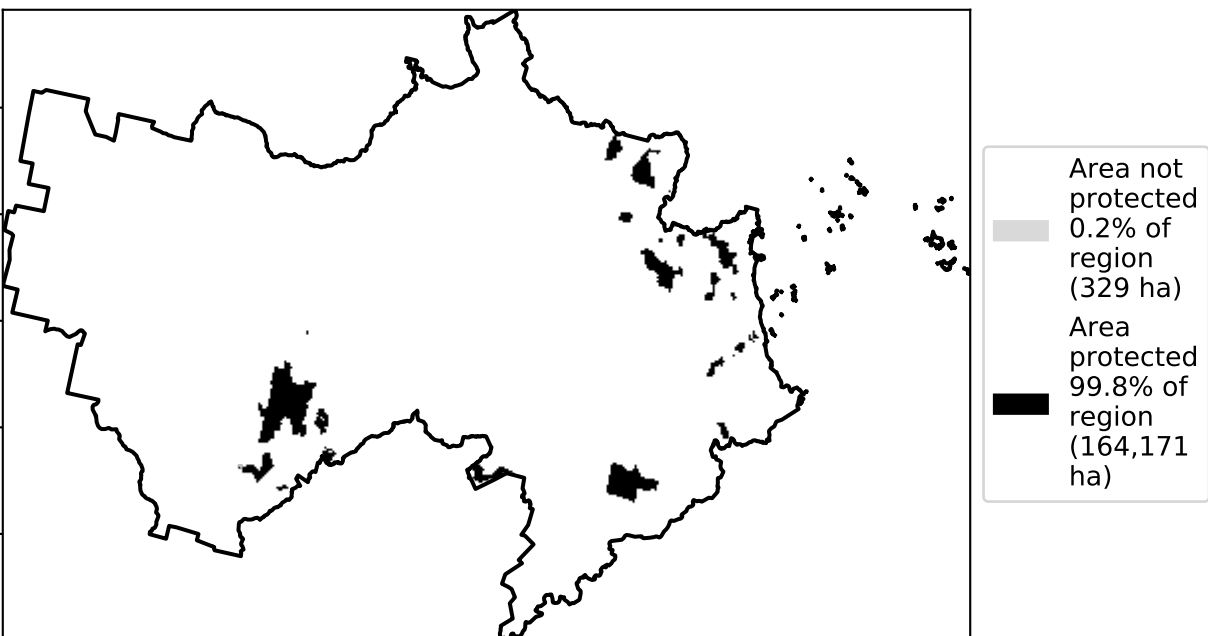 Area not
protected
0.2% of
region
(329 ha)
Area
protected
99.8% of
region
(164,171
ha)